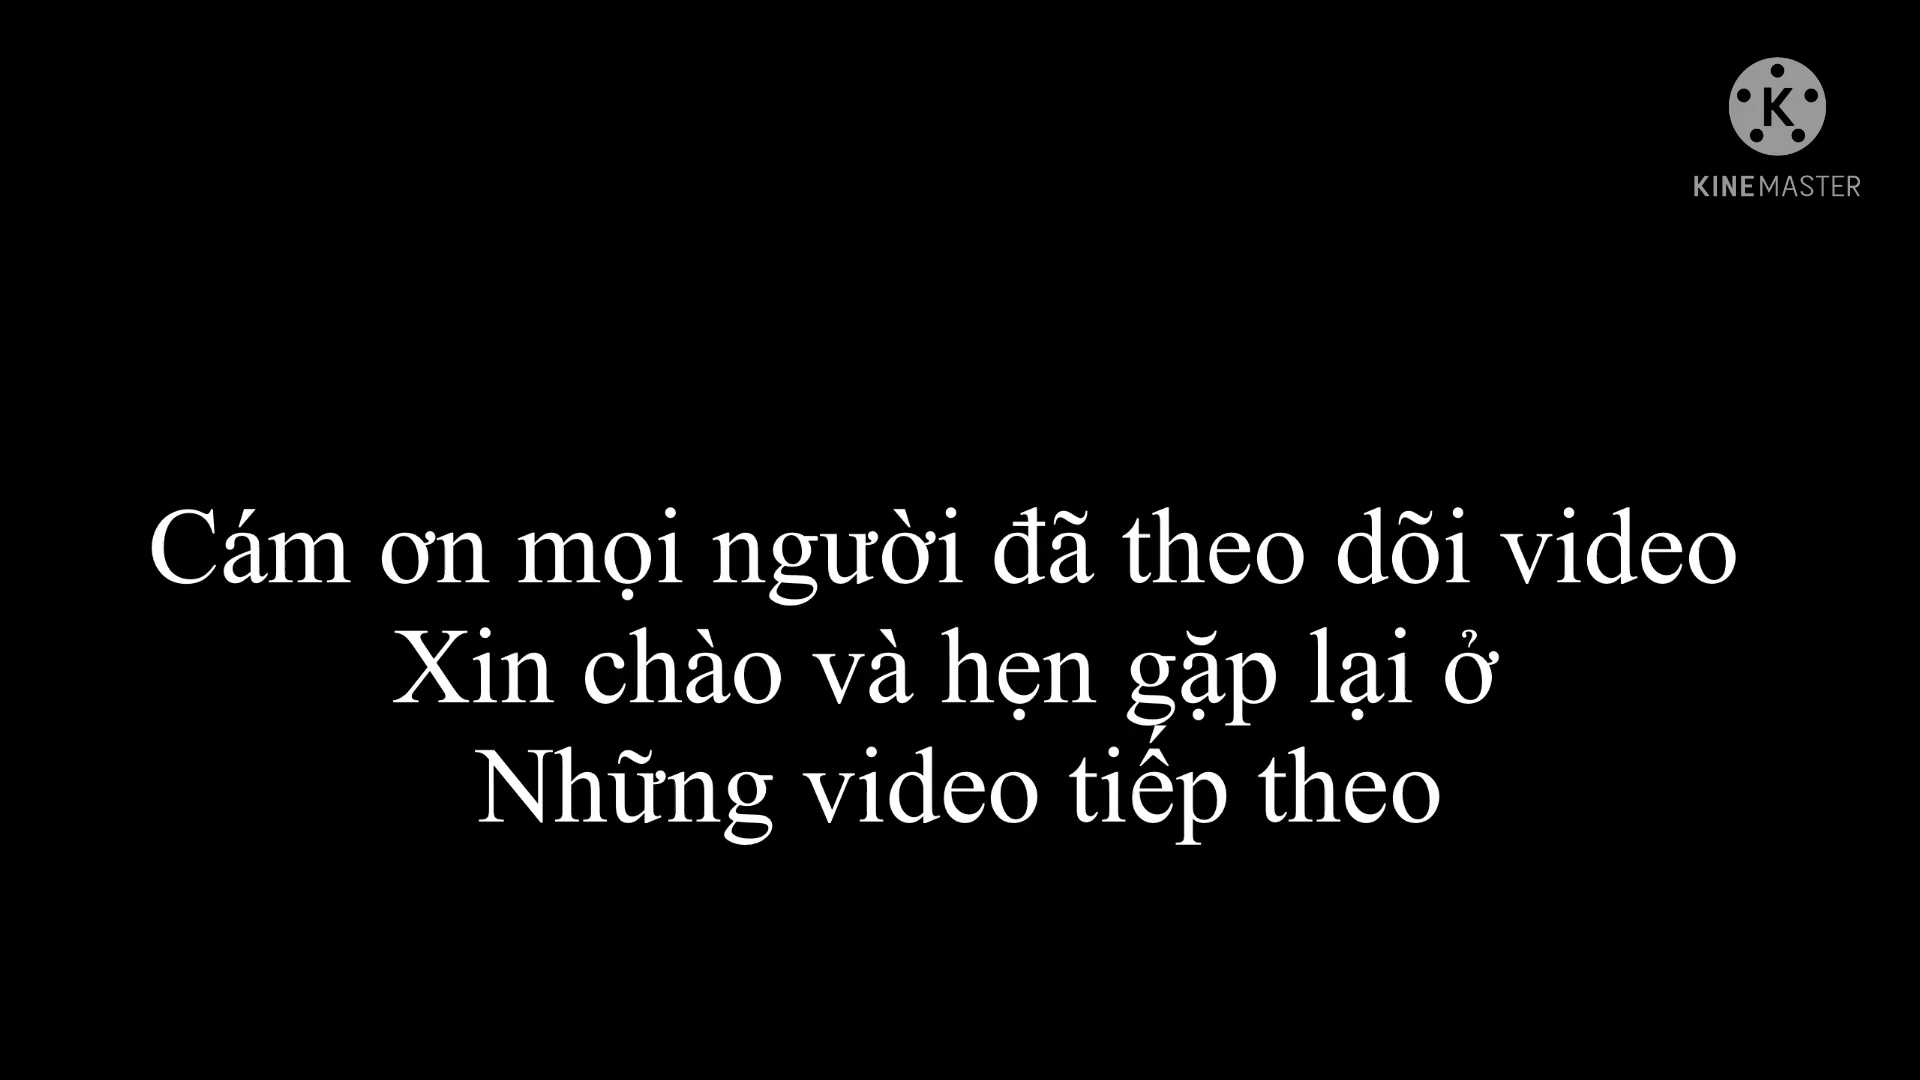 KINEMASTER
Cám ơn mọi người đã theo dõi video
Xin chào và hẹn gặp lại ở
Những video tiếp theo